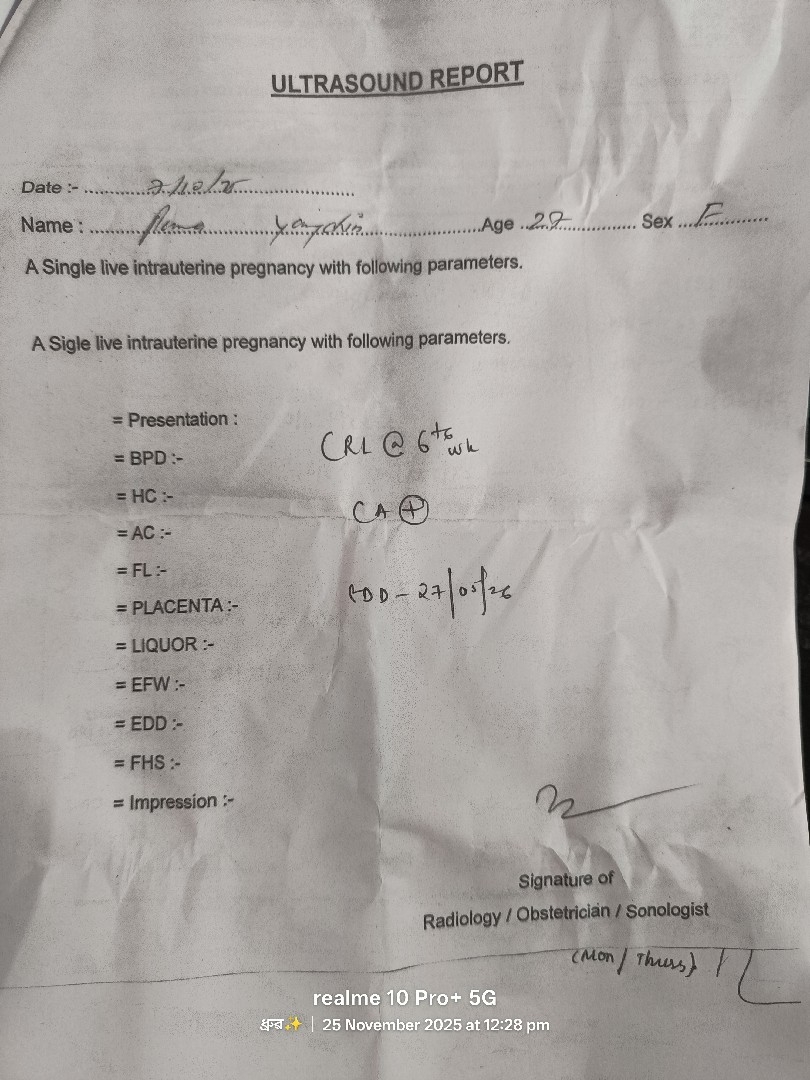 ULTRASOUND REPORT
Date :- ..........................
Name : .......................... Age .. 27 .......... Sex ... F ..........
A Single live intrauterine pregnancy with following parameters.
A Sigle live intrauterine pregnancy with following parameters.
= Presentation :
CRL @ 6+6 wk
= BPD :-
= HC :-
CA ⊕
= AC :-
= FL :-
EDD - 27/05/26
= PLACENTA :-
= LIQUOR :-
= EFW :-
= EDD :-
= FHS :-
= Impression :-
Signature of
Radiology / Obstetrician / Sonologist
(Mon / Thurs)
realme 10 Pro+ 5G
ध्रुव✨ | 25 November 2025 at 12:28 pm